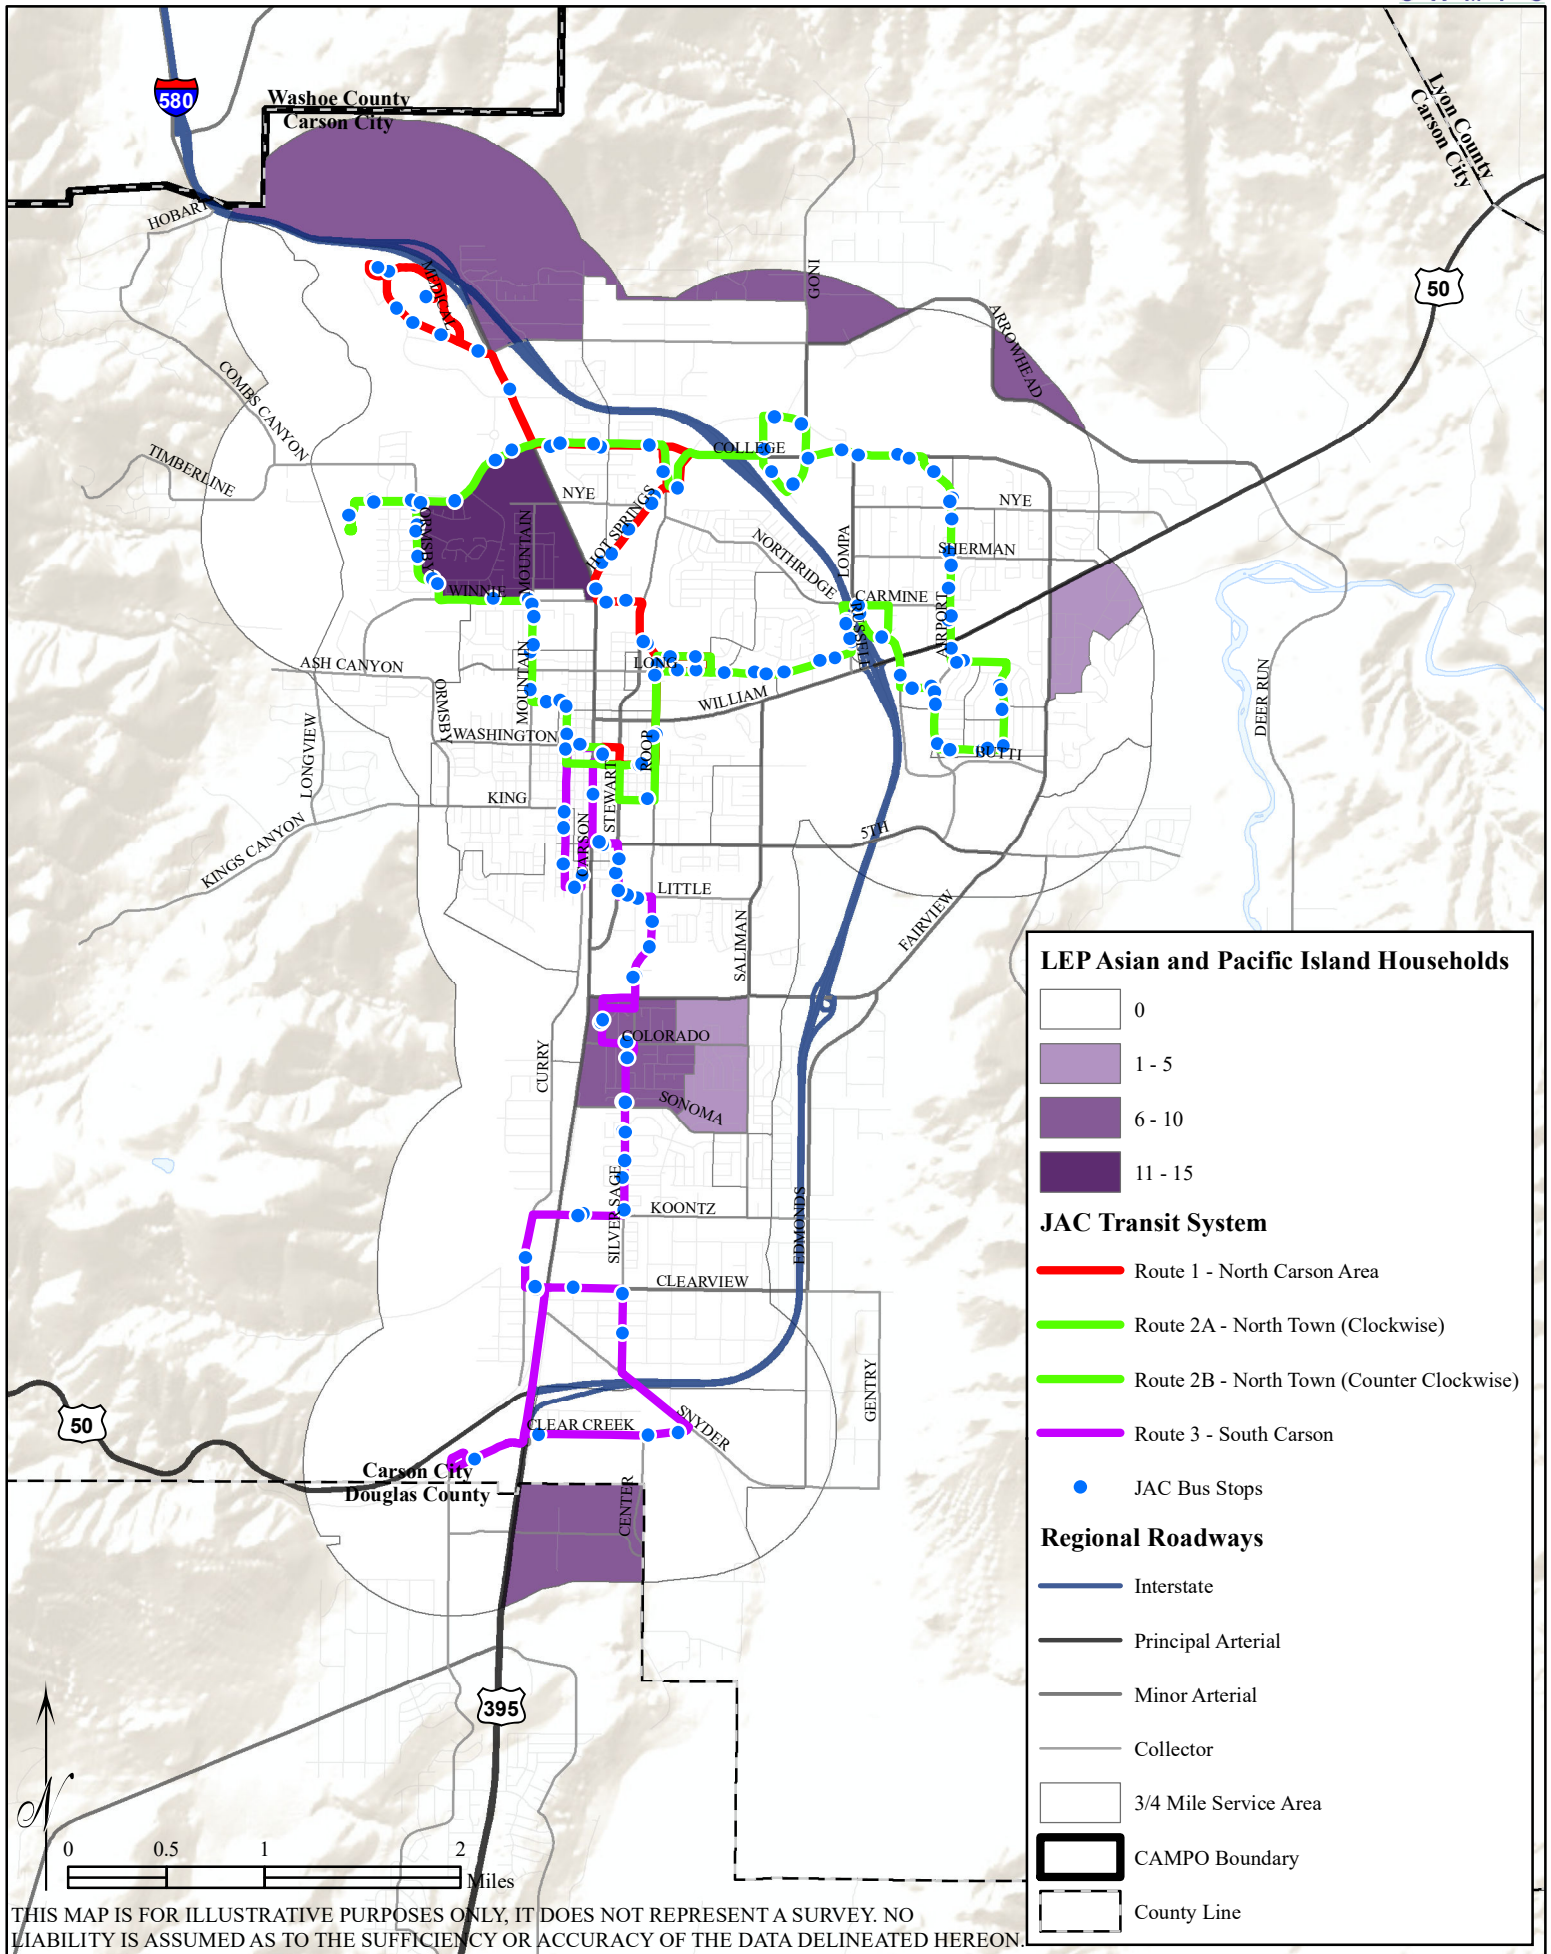 580
Washoe County
Carson City
Lyon County
Carson City
HOBART
50
MEDICAL
GONI
ARROWHEAD
COMBS CANYON
TIMBERLINE
COLLEGE
NYE
NYE
HOT SPRINGS
ORMSBY
MOUNTAIN
NORTHRIDGE
LOMPA
SHERMAN
WINNIE
CARMINE
RUSSELL
AIRPORT
ASH CANYON
LONG
MOUNTAIN
ORMSBY
WILLIAM
DEER RUN
LONGVIEW
WASHINGTON
ROOP
BUTTI
STEWART
KING
KINGS CANYON
CARSON
5TH
LITTLE
SALIMAN
FAIRVIEW
COLORADO
CURRY
SONOMA
SILVER SAGE
KOONTZ
EDMONDS
CLEARVIEW
GENTRY
SNYDER
CLEAR CREEK
50
Carson City
Douglas County
CENTER
395
LEP Asian and Pacific Island Households
0
1 - 5
6 - 10
11 - 15
JAC Transit System
Route 1 - North Carson Area
Route 2A - North Town (Clockwise)
Route 2B - North Town (Counter Clockwise)
Route 3 - South Carson
JAC Bus Stops
Regional Roadways
Interstate
Principal Arterial
Minor Arterial
Collector
3/4 Mile Service Area
CAMPO Boundary
County Line
N
0 0.5 1 2
Miles
THIS MAP IS FOR ILLUSTRATIVE PURPOSES ONLY, IT DOES NOT REPRESENT A SURVEY. NO
LIABILITY IS ASSUMED AS TO THE SUFFICIENCY OR ACCURACY OF THE DATA DELINEATED HEREON.